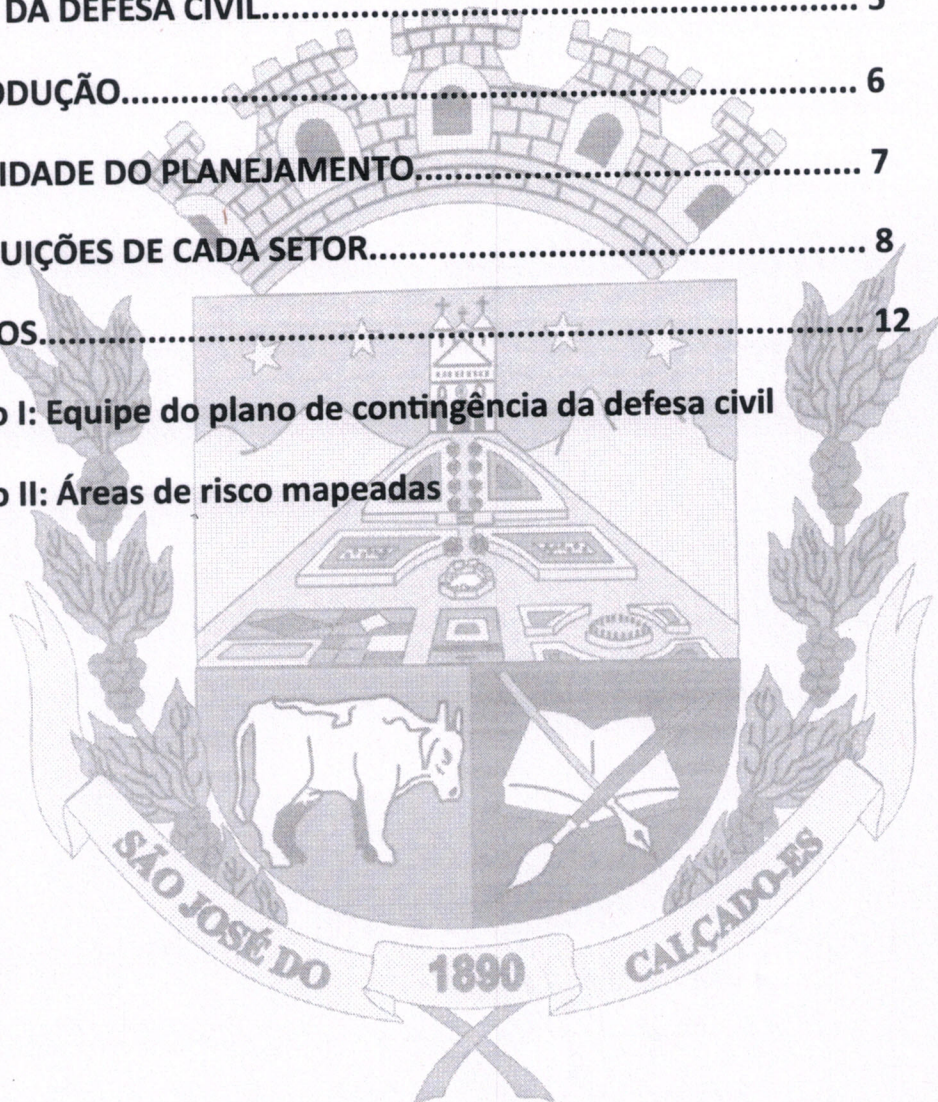 DA DEFESA CIVIL.......................................................... 5
ODUÇÃO.......................................................................... 6
IDADE DO PLANEJAMENTO............................................ 7
UIÇÕES DE CADA SETOR.................................................. 8
OS.................................................................................. 12
o I: Equipe do plano de contingência da defesa civil
o II: Áreas de risco mapeadas
SÃO JOSÉ DO
1890
CALÇADO-ES